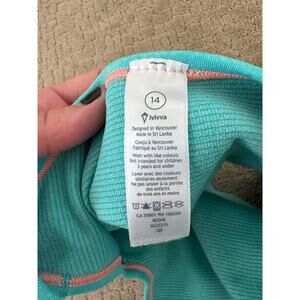 14
ivivva
Designed in Vancouver
Made in Sri Lanka
Conçu à Vancouver
Fabriqué au Sri Lanka
Wash with like colours
Not intended for children
3 years and under
Laver avec des couleurs
similaires seulement
Ne pas laisser à la portée
des enfants
de trois ans et moins
CA 35801 RN 106259